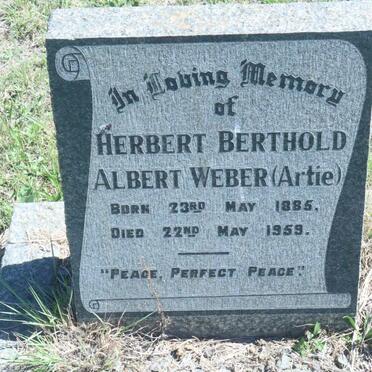 In Loving Memory
of
HERBERT BERTHOLD
ALBERT WEBER (Artie)
BORN 23RD MAY 1885.
DIED 22ND MAY 1959.
"PEACE, PERFECT PEACE."